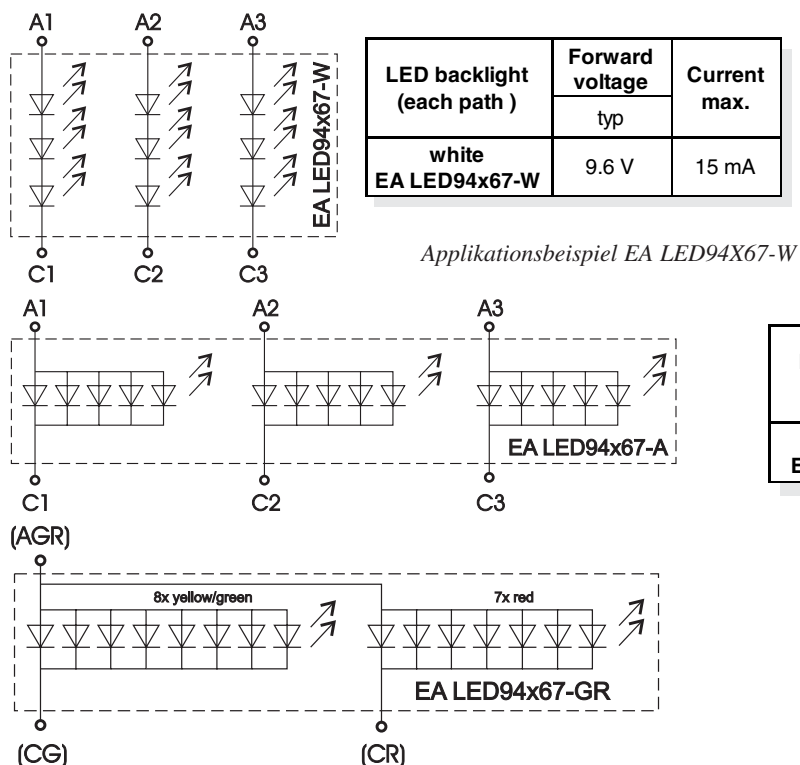 A1 A2 A3
EA LED94x67-W
C1 C2 C3
LED backlight (each path ) Forward voltage Current max.
typ
white EA LED94x67-W 9.6 V 15 mA
Applikationsbeispiel EA LED94X67-W
A1 A2 A3
EA LED94x67-A
C1 C2 C3
(AGR)
8x yellow/green 7x red
EA LED94x67-GR
(CG) (CR)